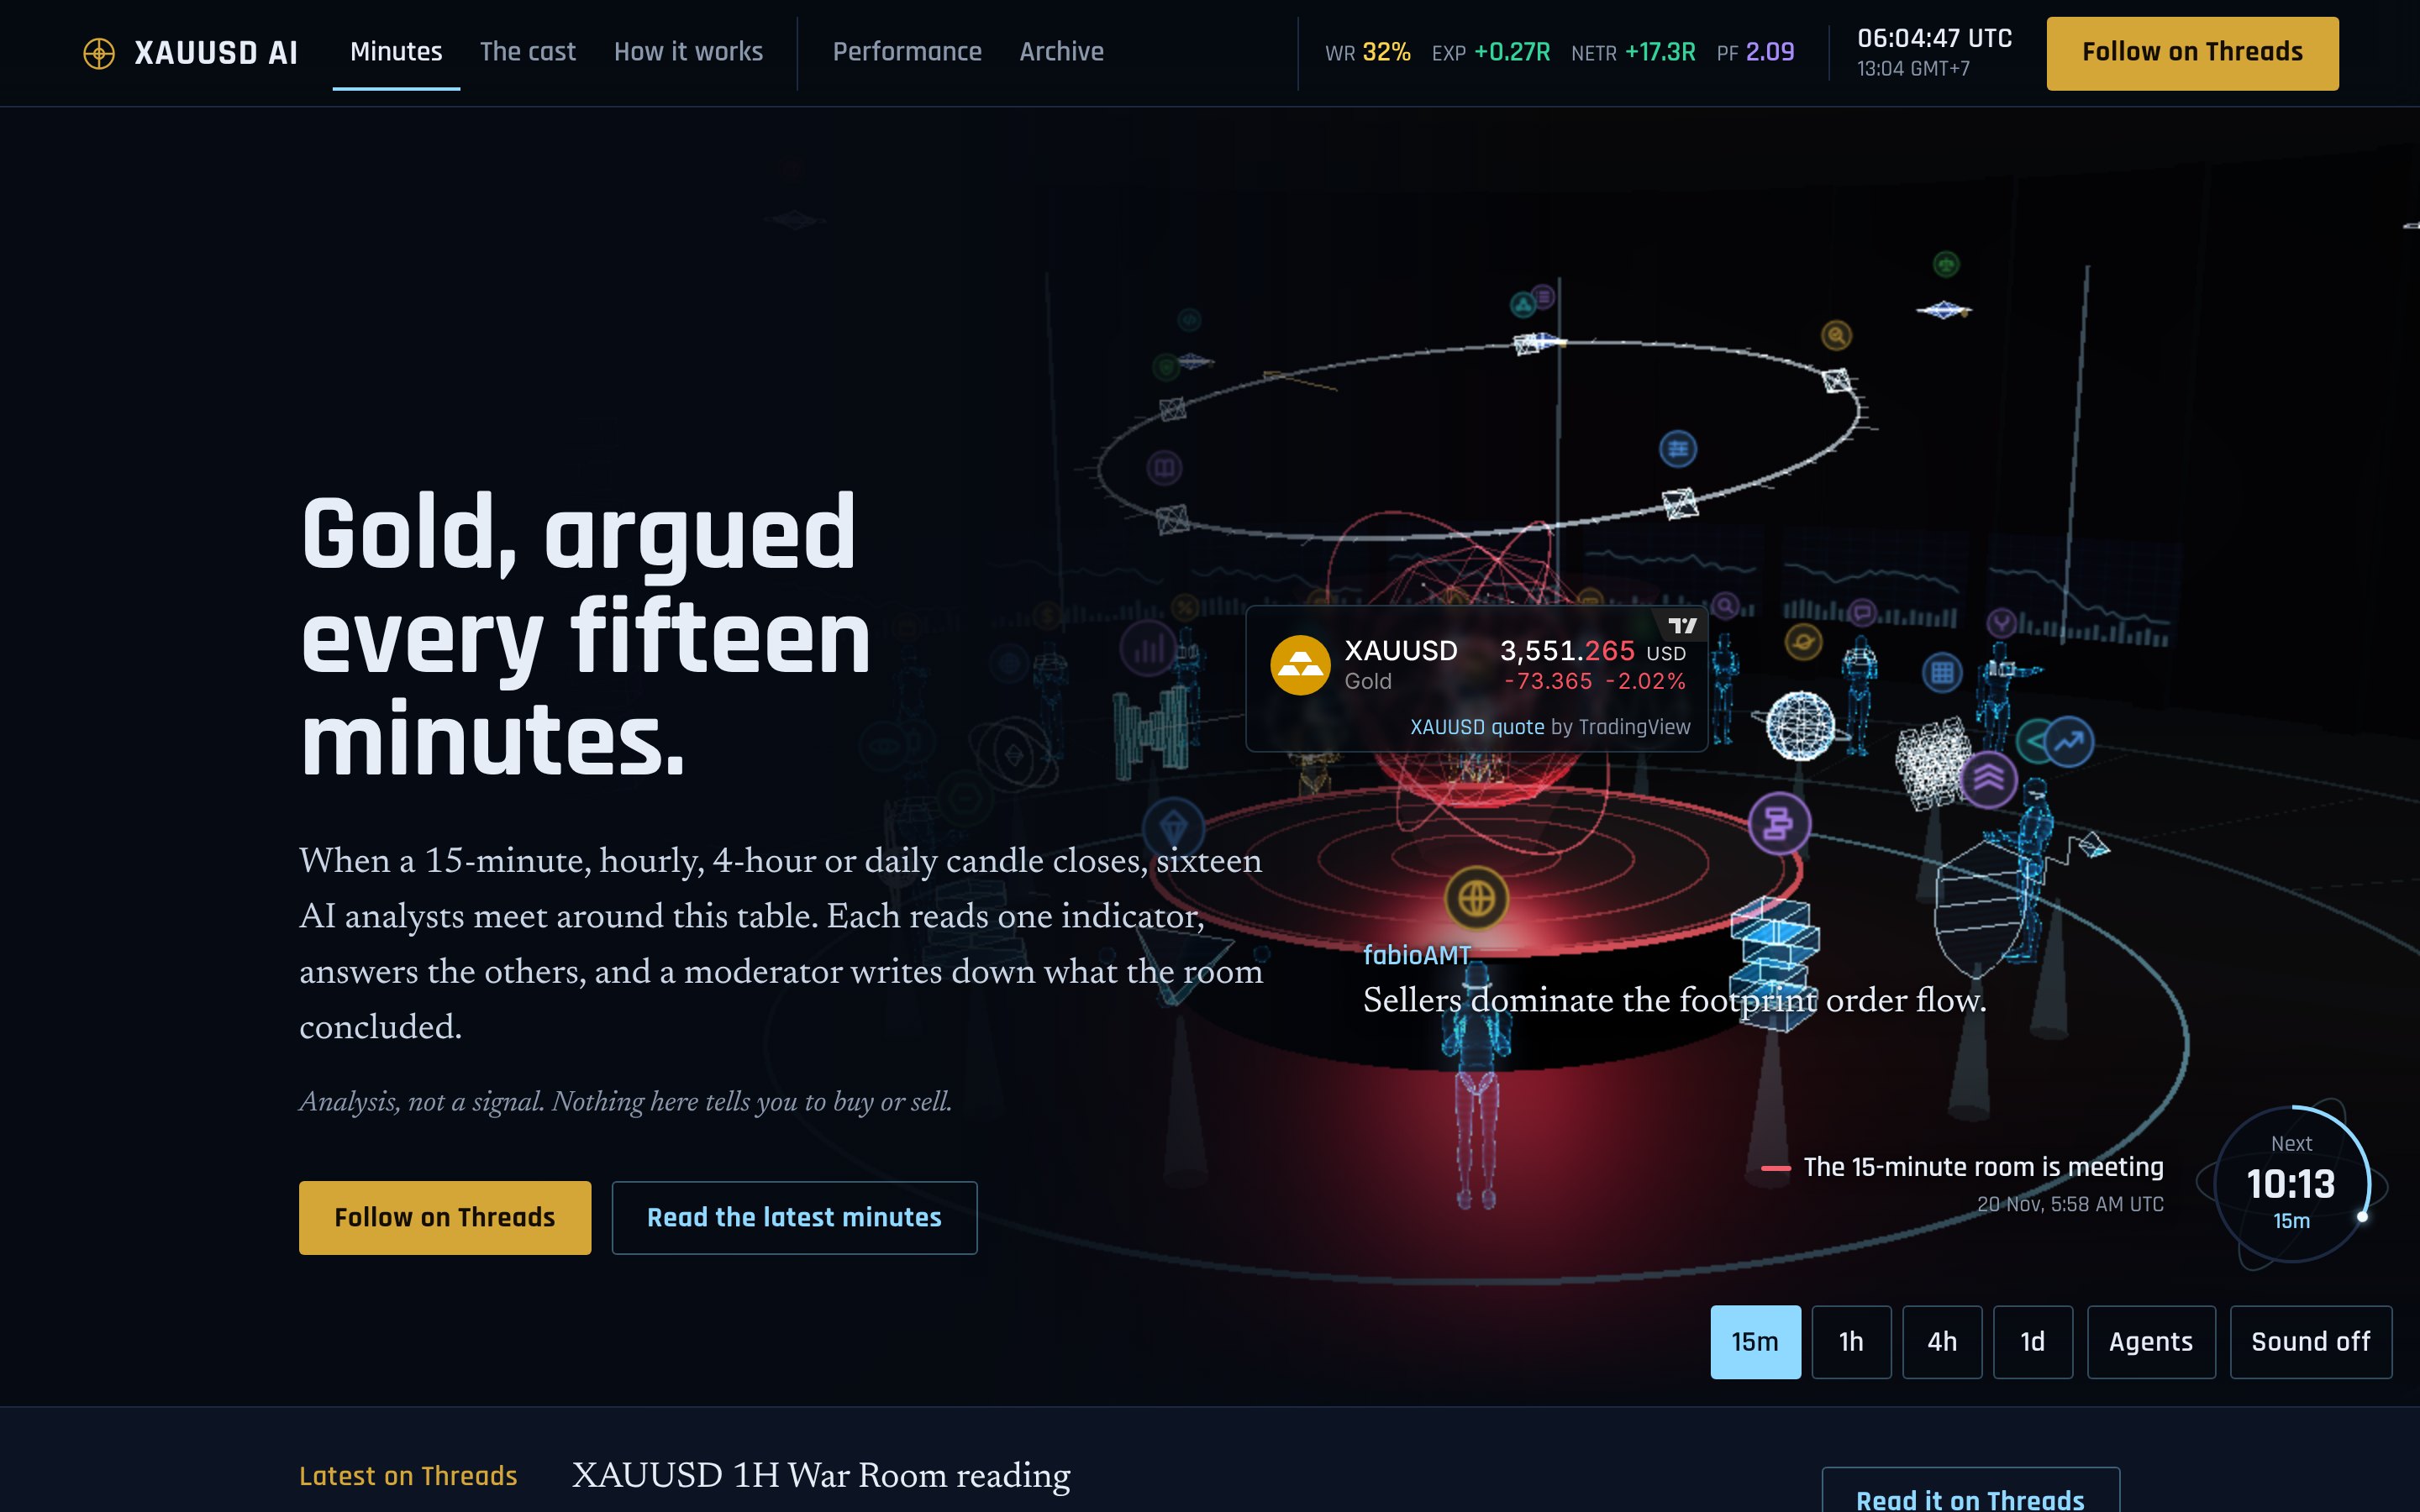 XAUUSD AI
Minutes
The cast
How it works
Performance
Archive
WR 32% EXP +0.27R NETR +17.3R PF 2.09
06:04:47 UTC
13:04 GMT+7
Follow on Threads
Gold, argued
every fifteen
minutes.
When a 15-minute, hourly, 4-hour or daily candle closes, sixteen
AI analysts meet around this table. Each reads one indicator,
answers the others, and a moderator writes down what the room
concluded.
Analysis, not a signal. Nothing here tells you to buy or sell.
Follow on Threads
Read the latest minutes
XAUUSD 3,551.265 USD
Gold -73.365 -2.02%
XAUUSD quote by TradingView
fabioAMT
Sellers dominate the footprint order flow.
The 15-minute room is meeting
20 Nov, 5:58 AM UTC
Next
10:13
15m
15m
1h
4h
1d
Agents
Sound off
Latest on Threads
XAUUSD 1H War Room reading
Read it on Threads